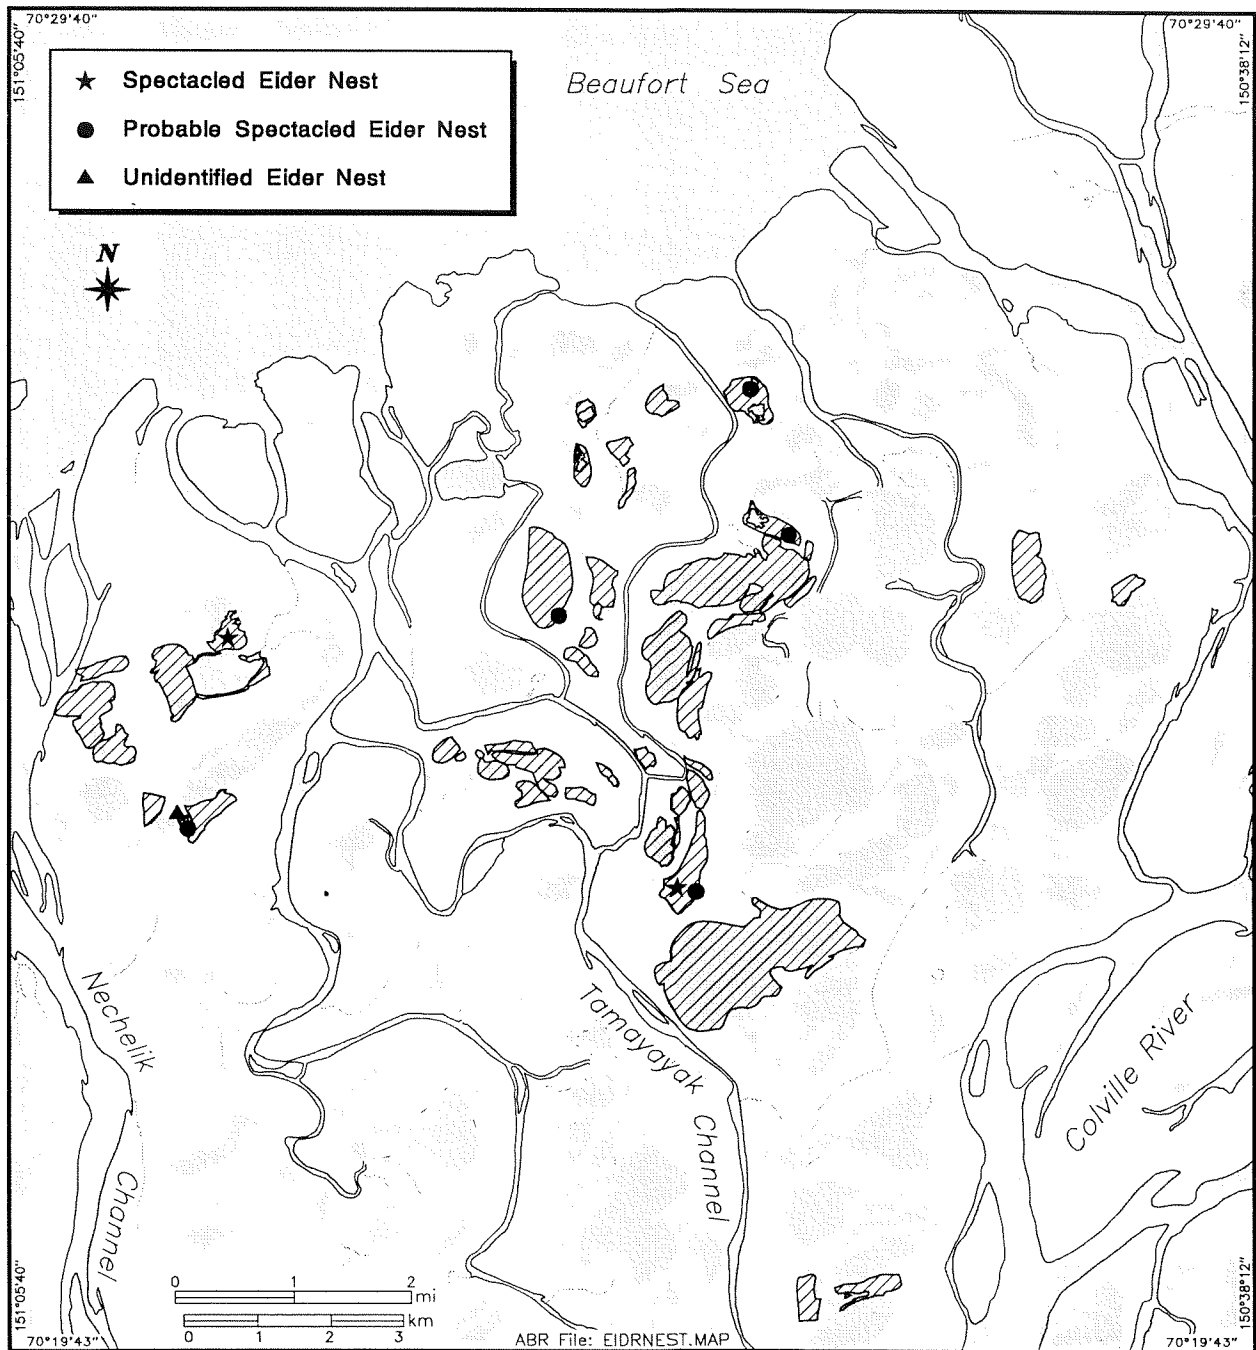 70°29'40"
70°29'40"
151°05'40"
150°38'12"
Spectacled Eider Nest
Probable Spectacled Eider Nest
Unidentified Eider Nest
Beaufort Sea
N
Nechelik Channel
Tamayayak Channel
Colville River
0 1 2 mi
0 1 2 3 km
151°05'40"
150°38'12"
70°19'43"
ABR File: EIDRNEST.MAP
70°19'43"